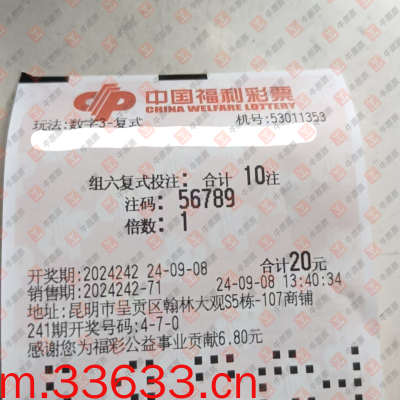 中国福利彩票
CHINA WELFARE LOTTERY
玩法:数字3-复式
机号:53011353
组六复式投注: 合计 10注
注码: 56789
倍数: 1
开奖期:2024242 24-09-08 合计20元
销售期:2024242-71 24-09-08 13:40:34
地址:昆明市呈贡区翰林大观S5栋-107商铺
241期开奖号码:4-7-0
感谢您为福彩公益事业贡献6.80元
m.33633.cn